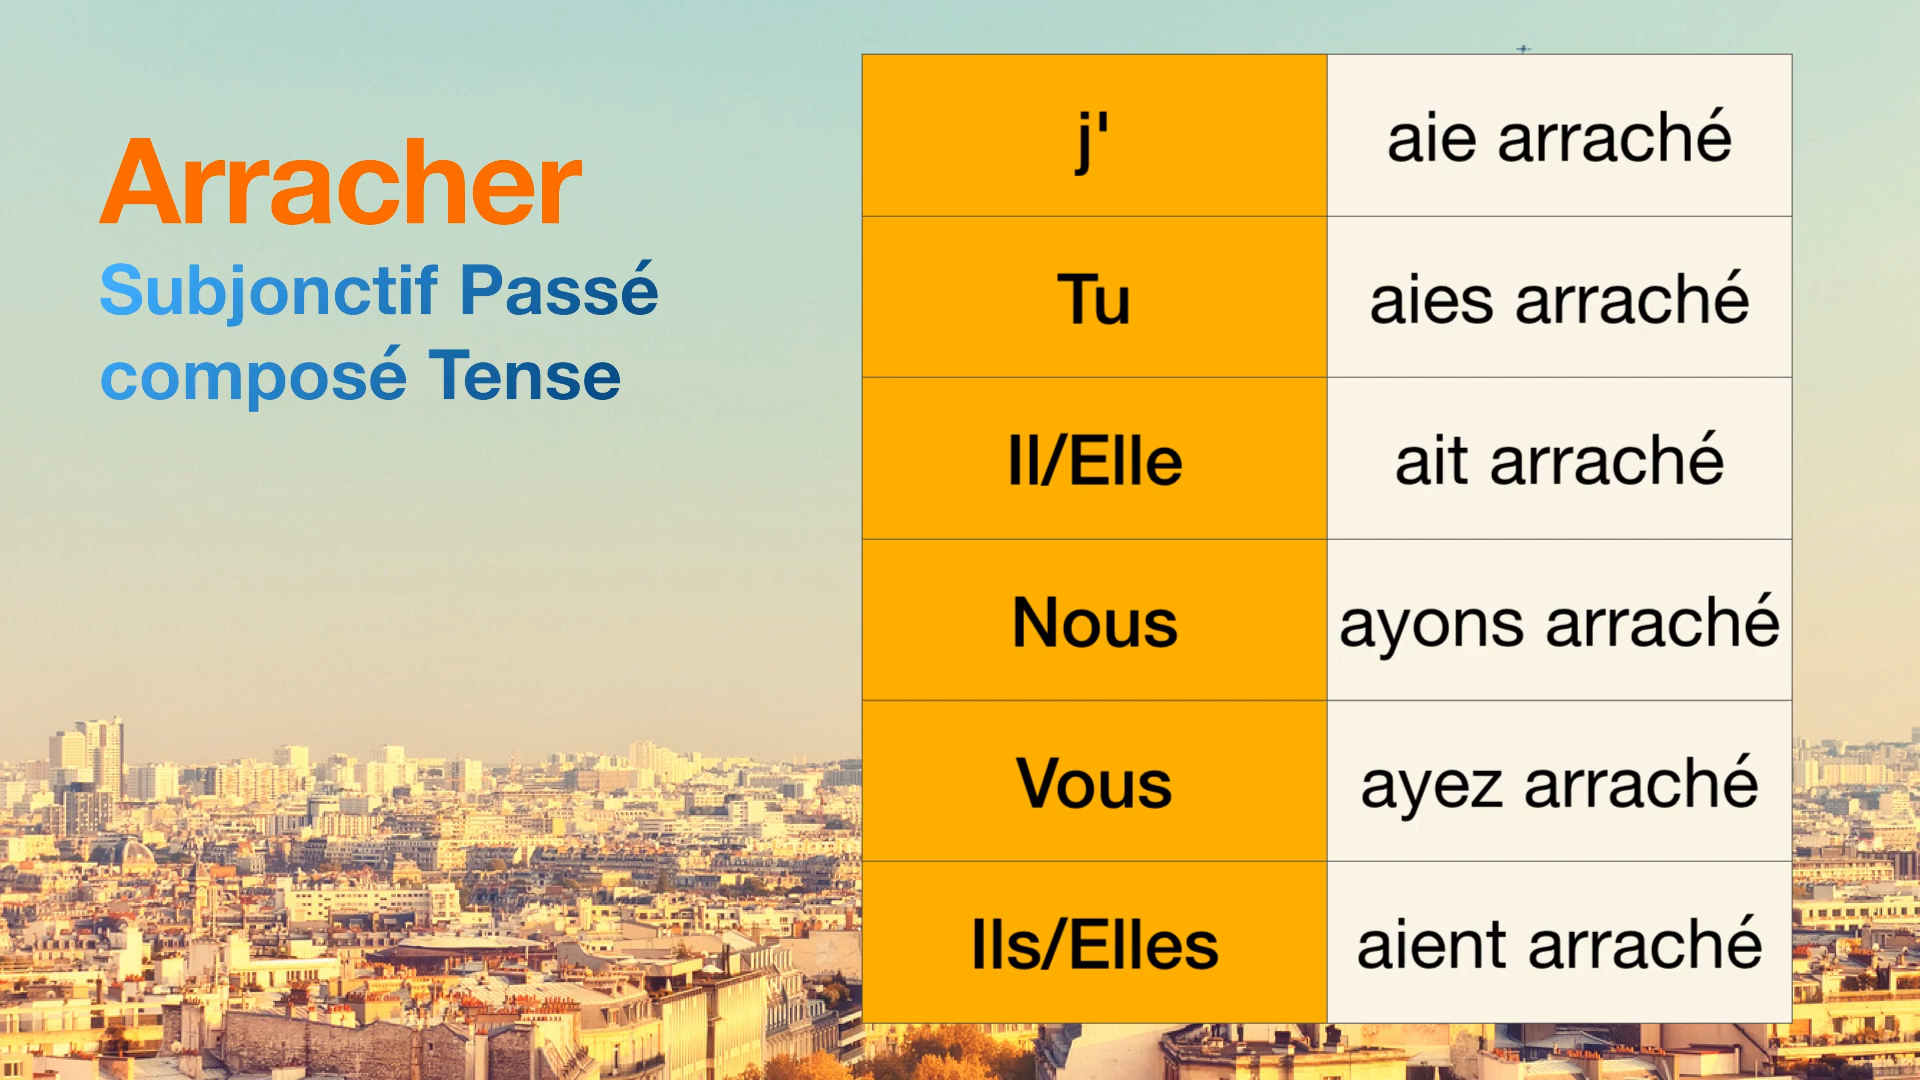 Arracher
Subjonctif Passé
composé Tense
j' aie arraché
Tu aies arraché
Il/Elle ait arraché
Nous ayons arraché
Vous ayez arraché
Ils/Elles aient arraché